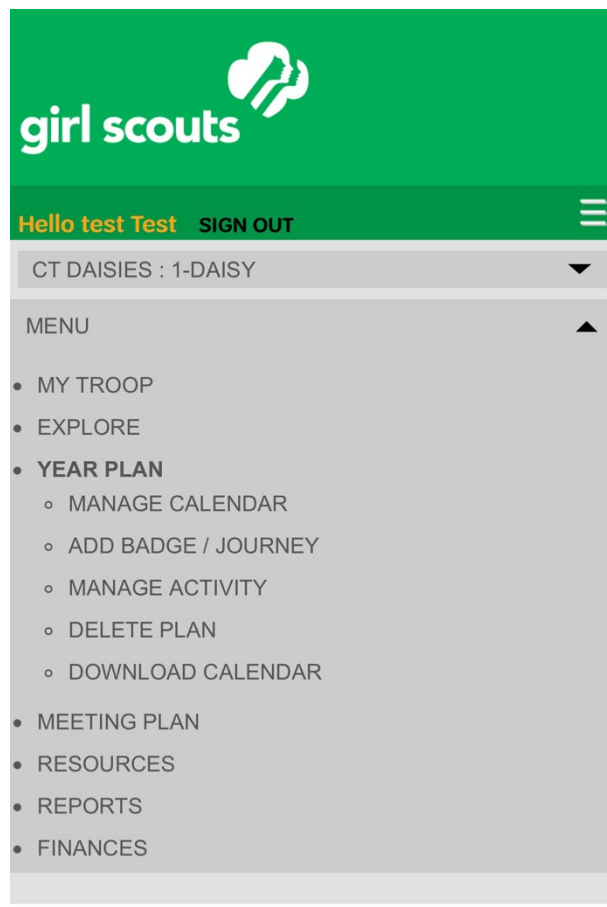 girl scouts
Hello test Test SIGN OUT
CT DAISIES : 1-DAISY
MENU
MY TROOP
EXPLORE
YEAR PLAN
MANAGE CALENDAR
ADD BADGE / JOURNEY
MANAGE ACTIVITY
DELETE PLAN
DOWNLOAD CALENDAR
MEETING PLAN
RESOURCES
REPORTS
FINANCES